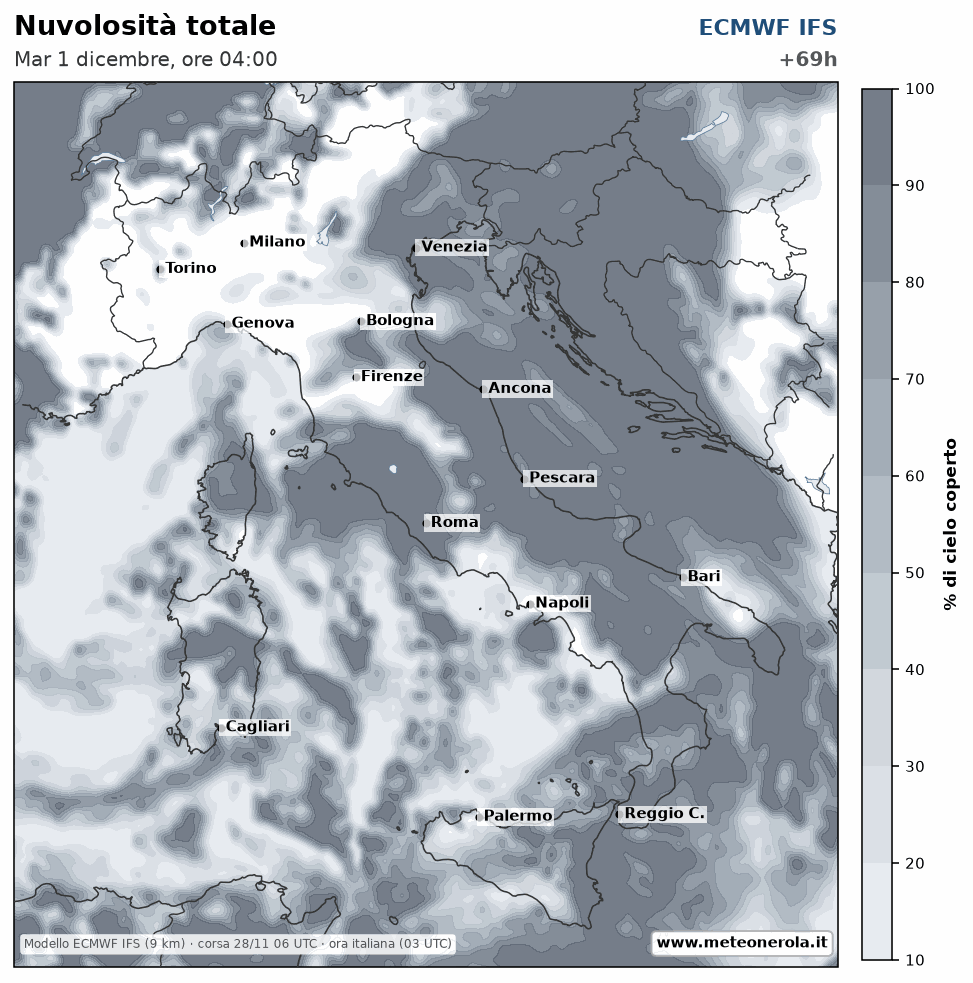 Nuvolosità totale
ECMWF IFS
Mar 1 dicembre, ore 04:00
+69h
Milano
Venezia
Torino
Genova
Bologna
Firenze
Ancona
Pescara
Roma
Bari
Napoli
Cagliari
Palermo
Reggio C.
100
90
80
70
60
50
40
30
20
10
% di cielo coperto
Modello ECMWF IFS (9 km) · corsa 28/11 06 UTC · ora italiana (03 UTC)
www.meteonerola.it